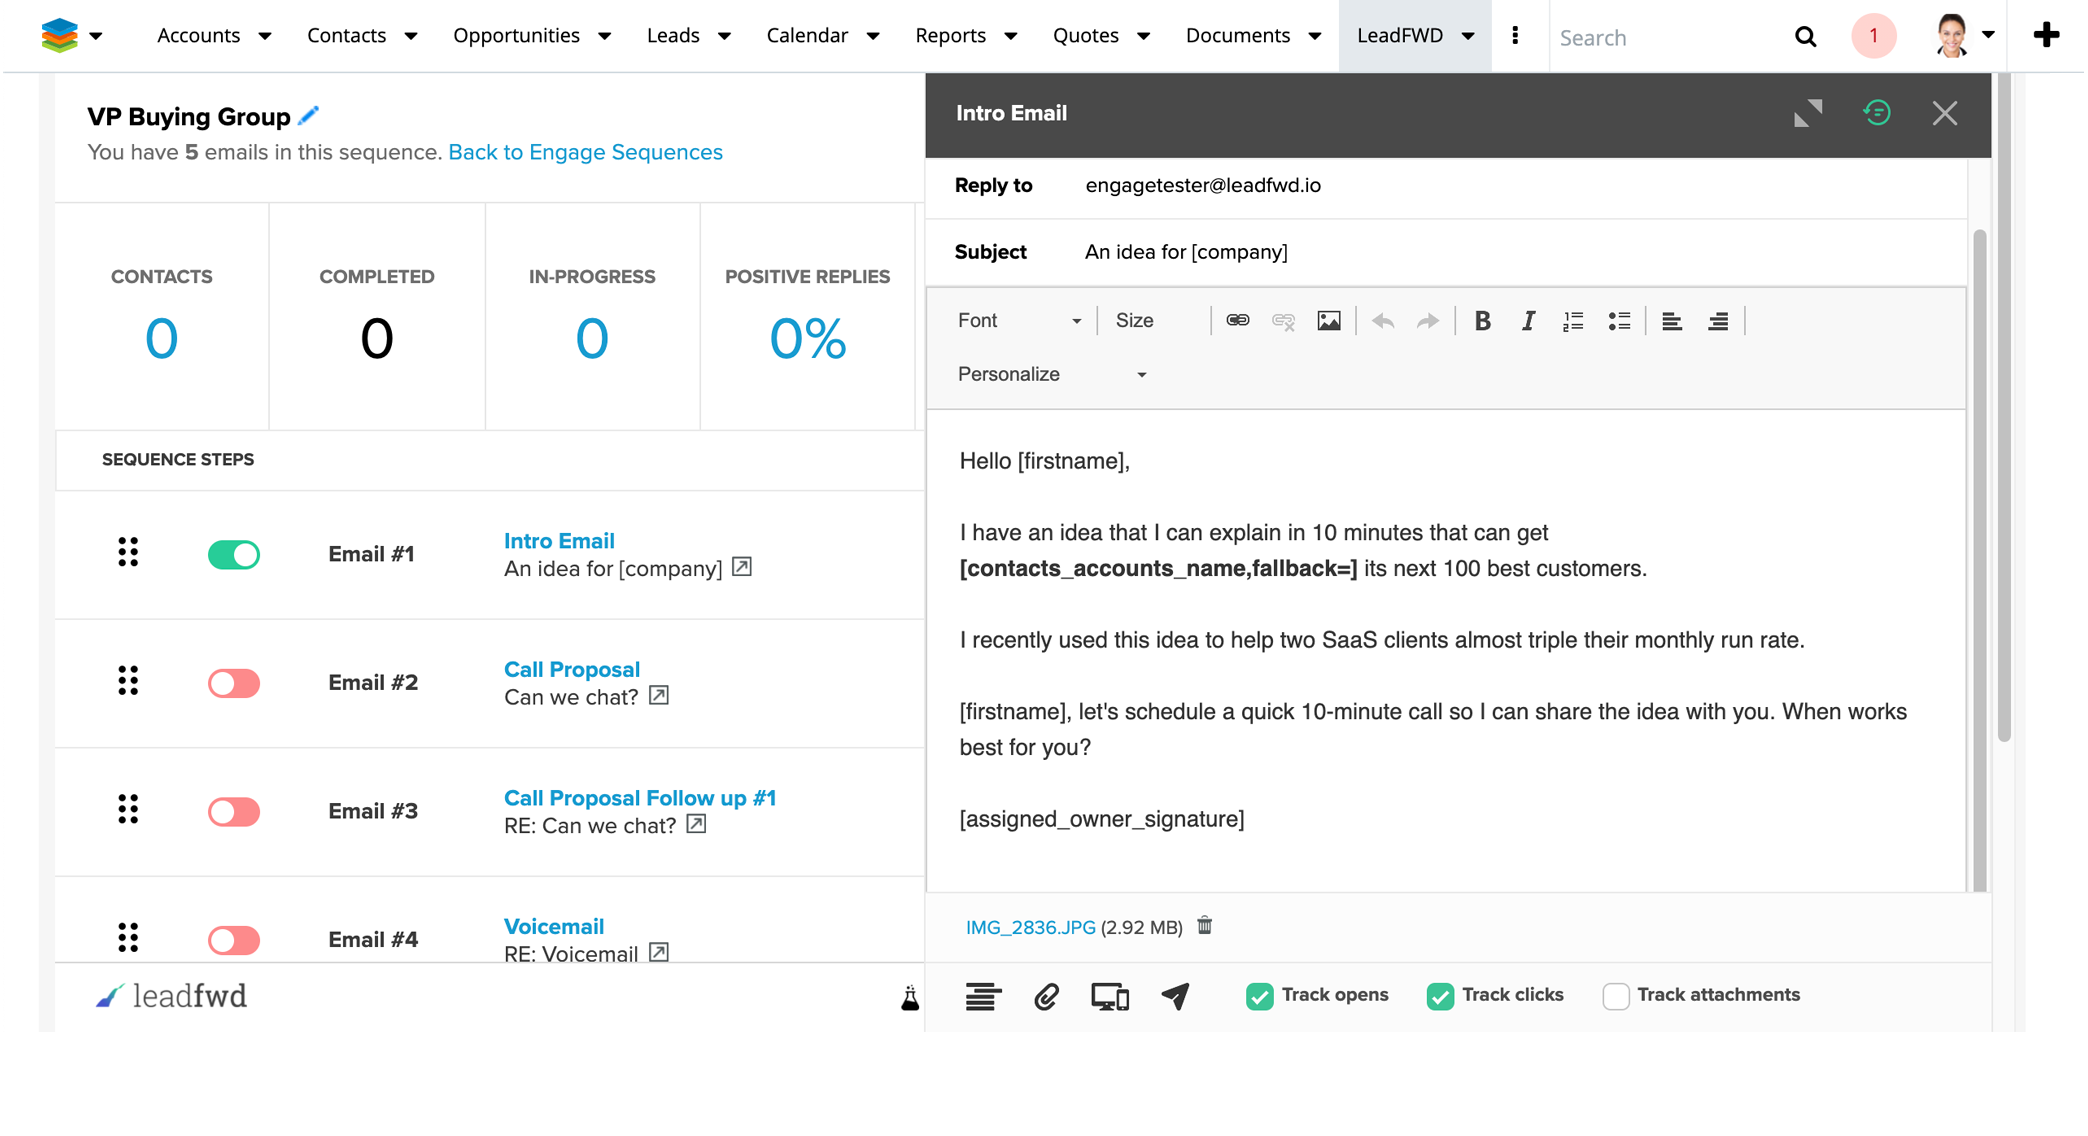 Accounts Contacts Opportunities Leads Calendar Reports Quotes Documents LeadFWD Search 1
VP Buying Group
You have 5 emails in this sequence. Back to Engage Sequences
CONTACTS COMPLETED IN-PROGRESS POSITIVE REPLIES
0 0 0 0%
SEQUENCE STEPS
Email #1
Intro Email
An idea for [company]
Email #2
Call Proposal
Can we chat?
Email #3
Call Proposal Follow up #1
RE: Can we chat?
Email #4
Voicemail
RE: Voicemail
leadfwd
Intro Email
Reply to engagetester@leadfwd.io
Subject An idea for [company]
Font Size B I
Personalize
Hello [firstname],
I have an idea that I can explain in 10 minutes that can get
[contacts_accounts_name,fallback=] its next 100 best customers.
I recently used this idea to help two SaaS clients almost triple their monthly run rate.
[firstname], let's schedule a quick 10-minute call so I can share the idea with you. When works
best for you?
[assigned_owner_signature]
IMG_2836.JPG (2.92 MB)
Track opens Track clicks Track attachments